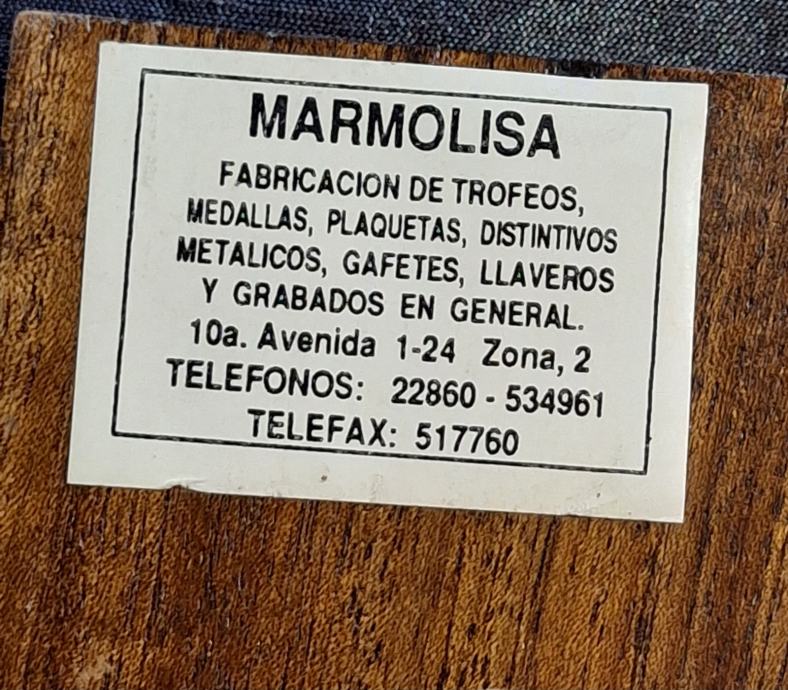 MARMOLISA
FABRICACION DE TROFEOS,
MEDALLAS, PLAQUETAS, DISTINTIVOS
METALICOS, GAFETES, LLAVEROS
Y GRABADOS EN GENERAL.
10a. Avenida 1-24 Zona, 2
TELEFONOS: 22860 - 534961
TELEFAX: 517760